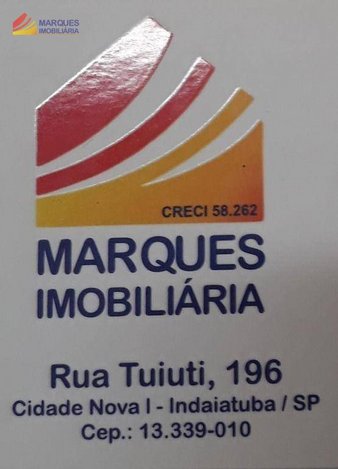 MARQUES
IMOBILIÁRIA
CRECI 58.262
MARQUES
IMOBILIÁRIA
Rua Tuiuti, 196
Cidade Nova I - Indaiatuba / SP
Cep.: 13.339-010